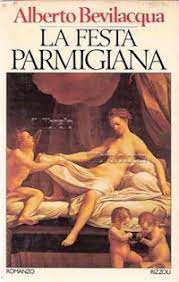 Alberto Bevilacqua
LA FESTA
PARMIGIANA
ROMANZO RIZZOLI